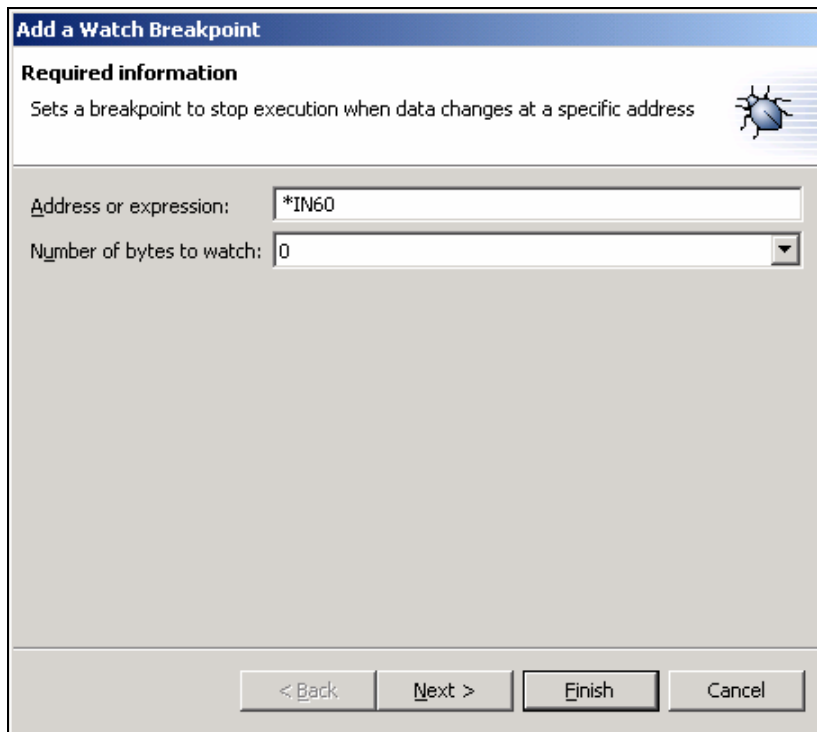 Add a Watch Breakpoint
Required information
Sets a breakpoint to stop execution when data changes at a specific address
Address or expression: *IN60
Number of bytes to watch: 0
< Back Next > Finish Cancel